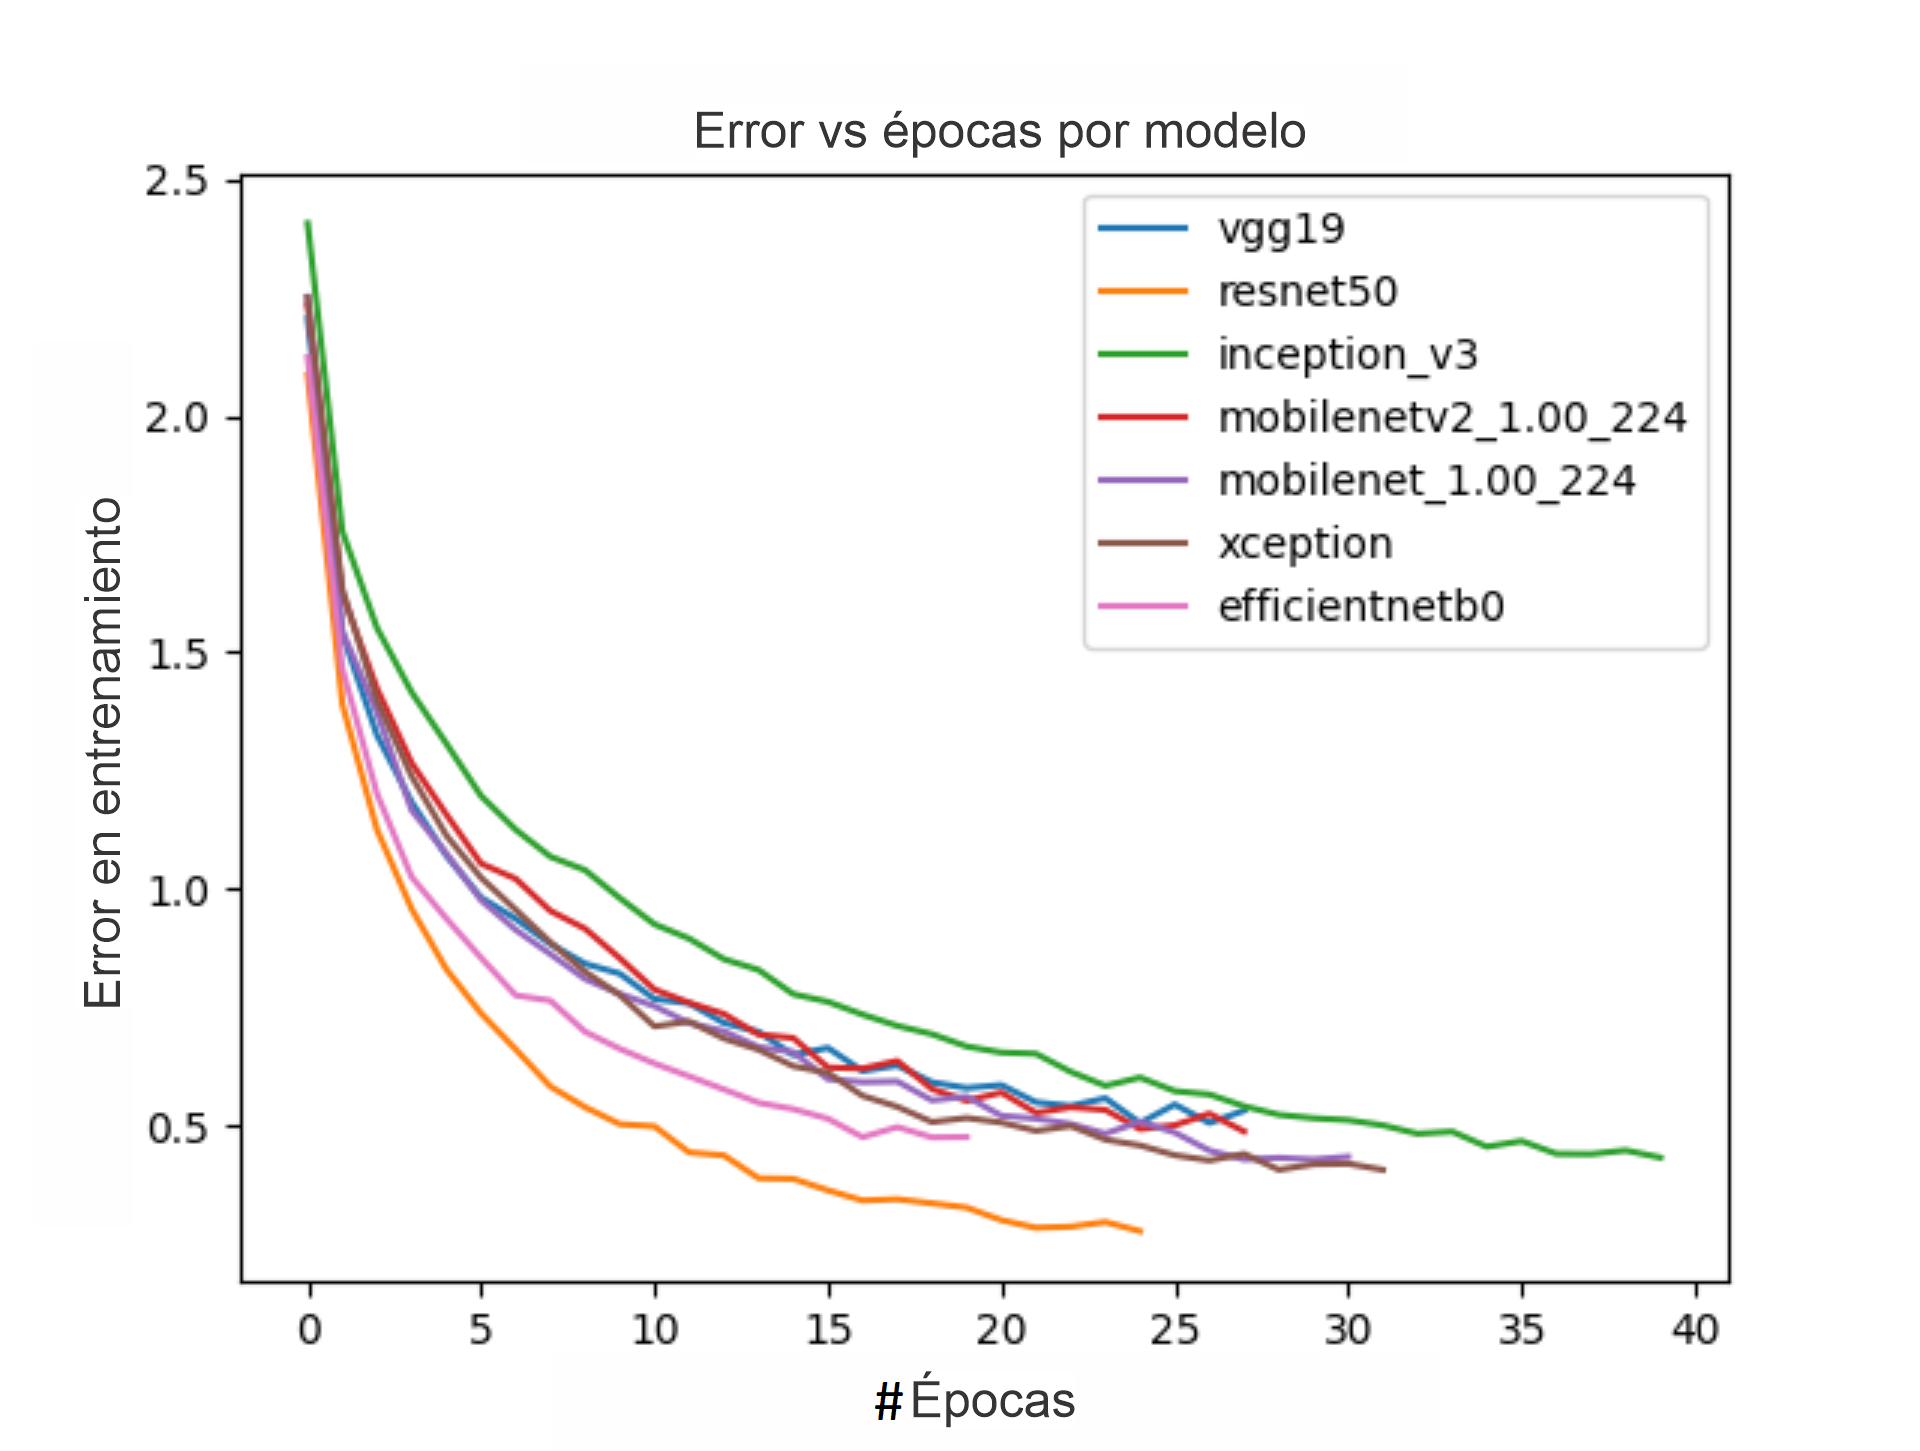 Error vs épocas por modelo
2.5
2.0
1.5
1.0
0.5
Error en entrenamiento
vgg19
resnet50
inception_v3
mobilenetv2_1.00_224
mobilenet_1.00_224
xception
efficientnetb0
0 5 10 15 20 25 30 35 40
#Épocas